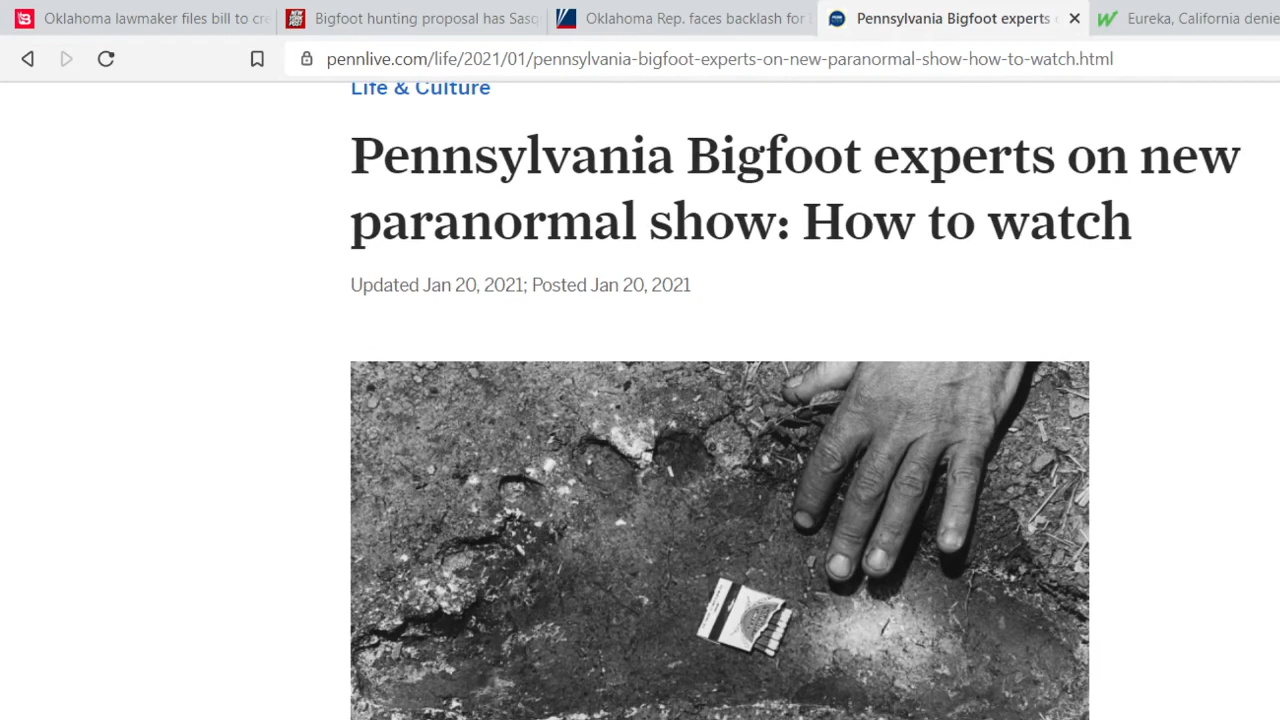 Oklahoma lawmaker files bill to cre
Bigfoot hunting proposal has Sasq
Oklahoma Rep. faces backlash for
Pennsylvania Bigfoot experts
Eureka, California denie
pennlive.com/life/2021/01/pennsylvania-bigfoot-experts-on-new-paranormal-show-how-to-watch.html
Life & Culture
Pennsylvania Bigfoot experts on new
paranormal show: How to watch
Updated Jan 20, 2021; Posted Jan 20, 2021